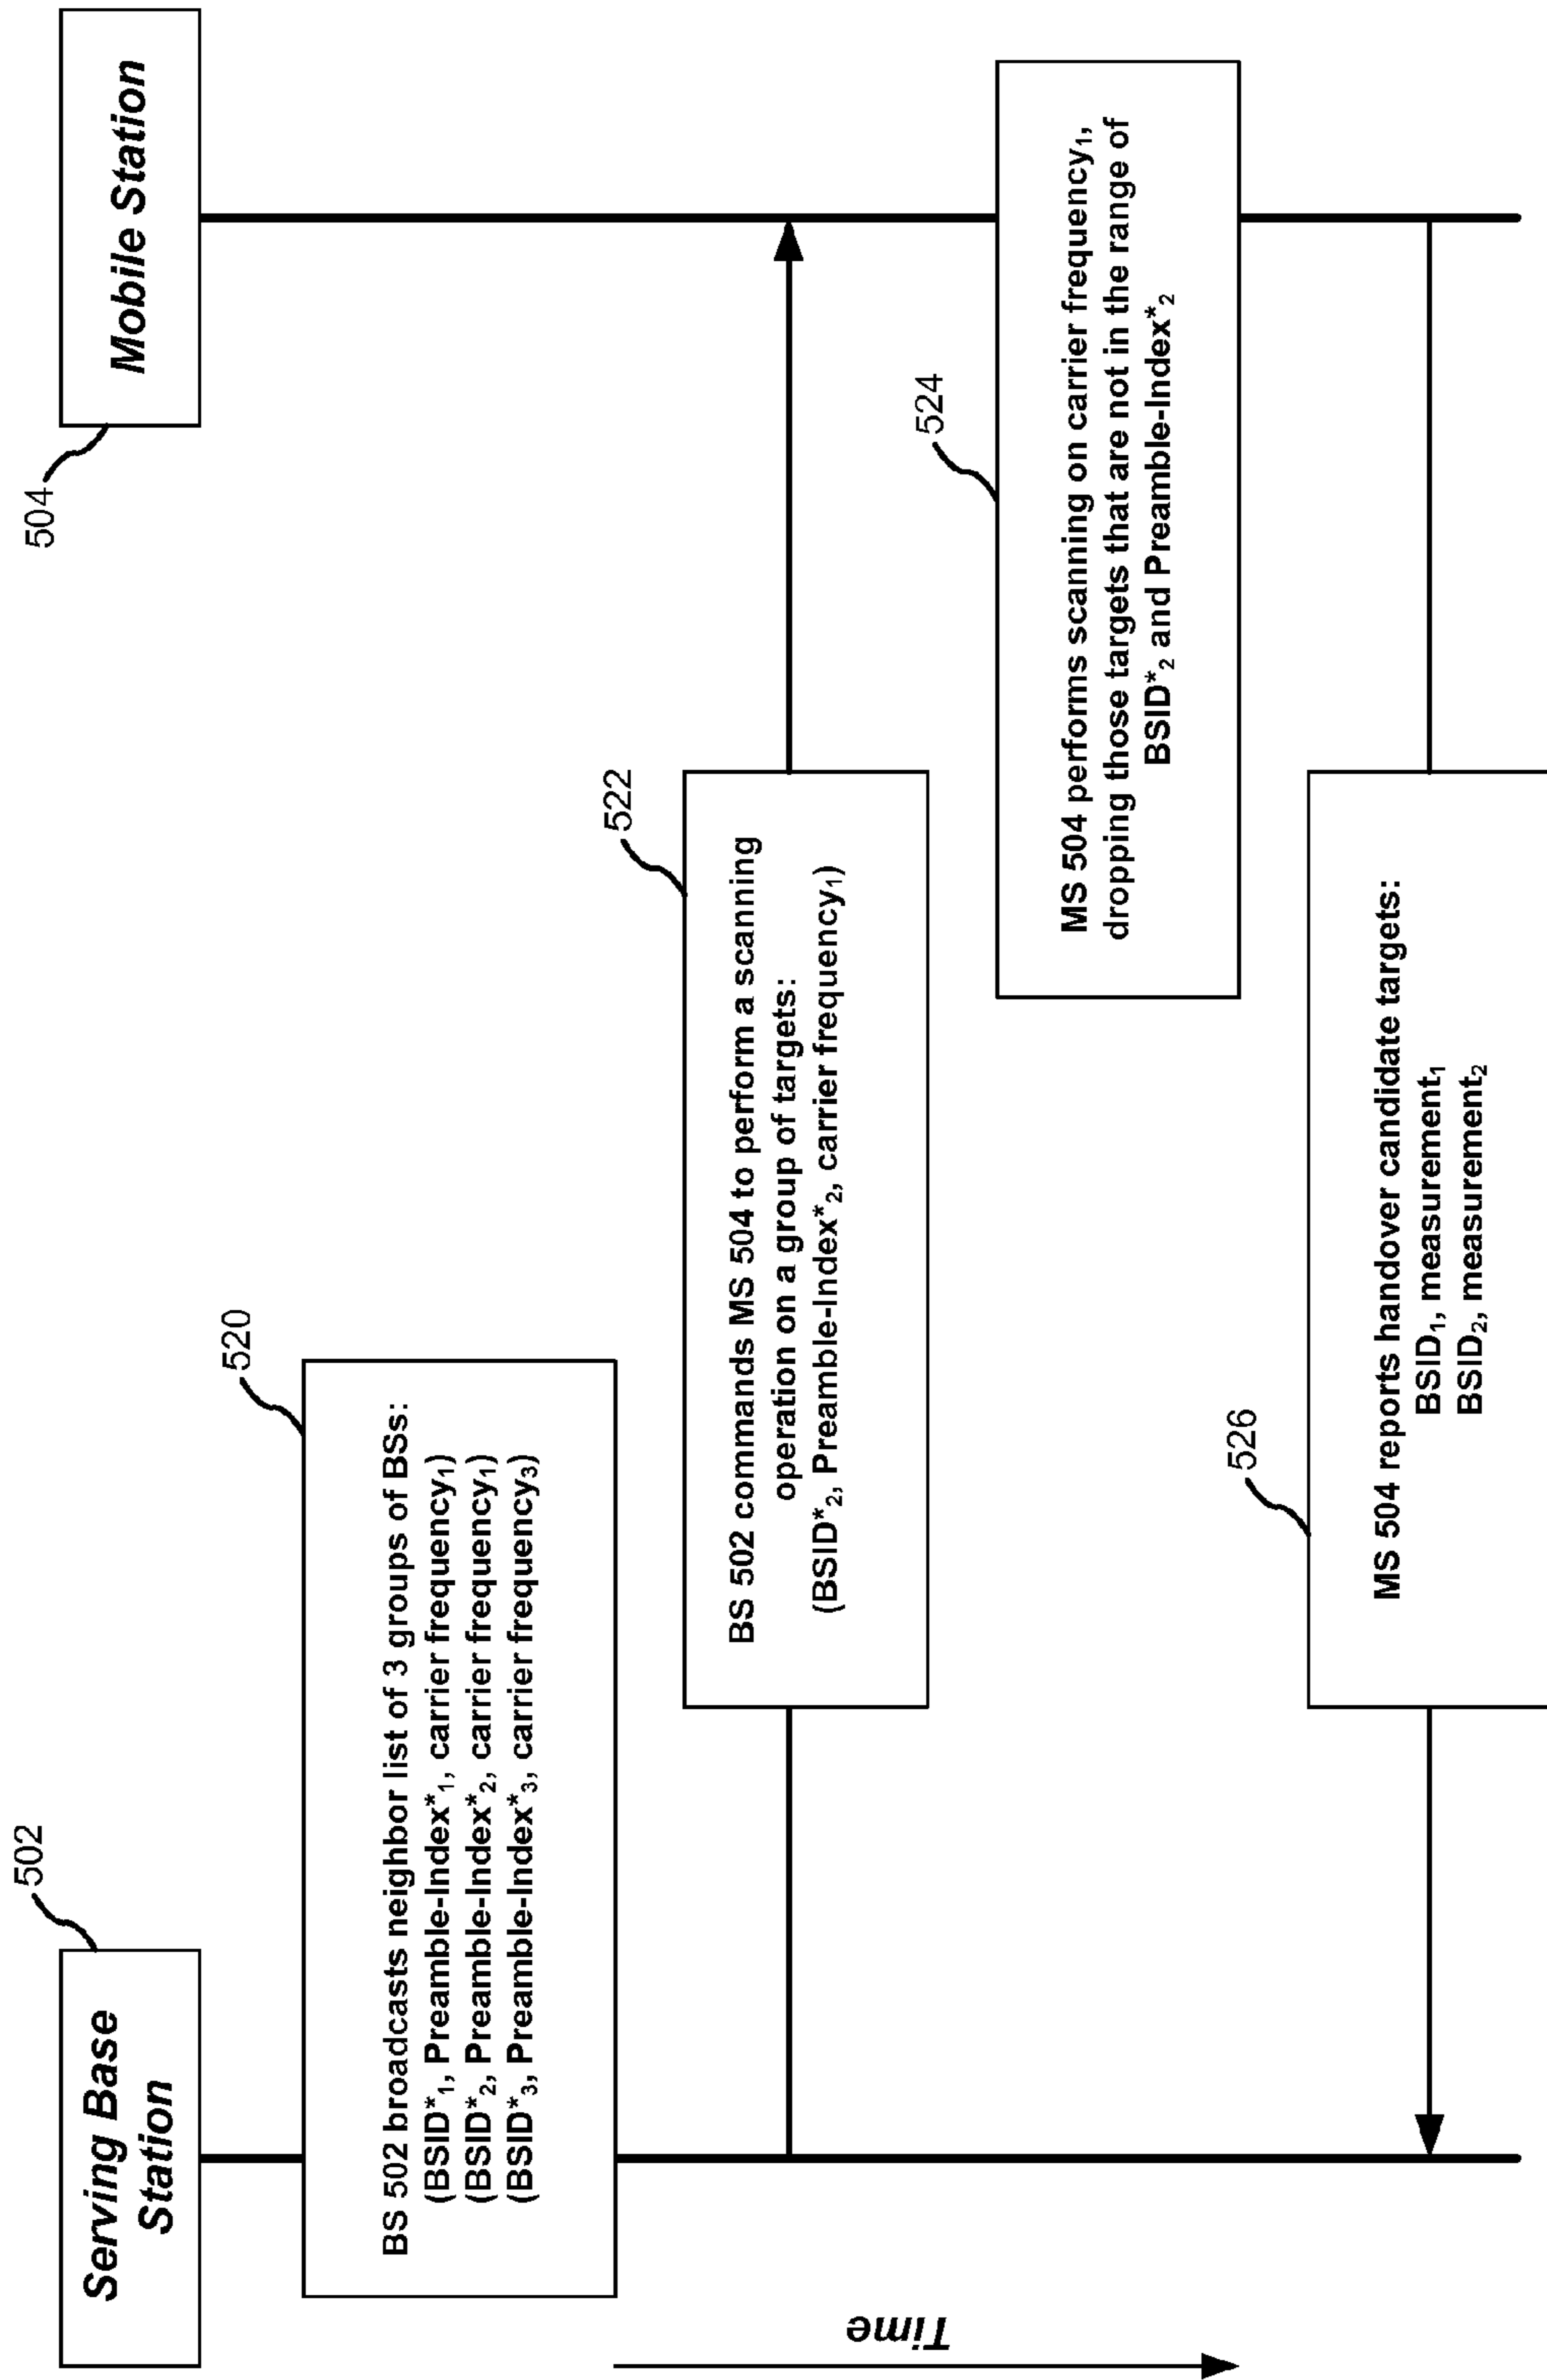 502
Serving Base
Station
504
Mobile Station
520
BS 502 broadcasts neighbor list of 3 groups of BSs:
(BSID*₁, Preamble-Index*₁, carrier frequency₁)
(BSID*₂, Preamble-Index*₂, carrier frequency₁)
(BSID*₃, Preamble-Index*₃, carrier frequency₃)
522
BS 502 commands MS 504 to perform a scanning
operation on a group of targets:
(BSID*₂, Preamble-Index*₂, carrier frequency₁)
524
MS 504 performs scanning on carrier frequency₁,
dropping those targets that are not in the range of
BSID*₂ and Preamble-Index*₂
526
MS 504 reports handover candidate targets:
BSID₁, measurement₁
BSID₂, measurement₂
Time